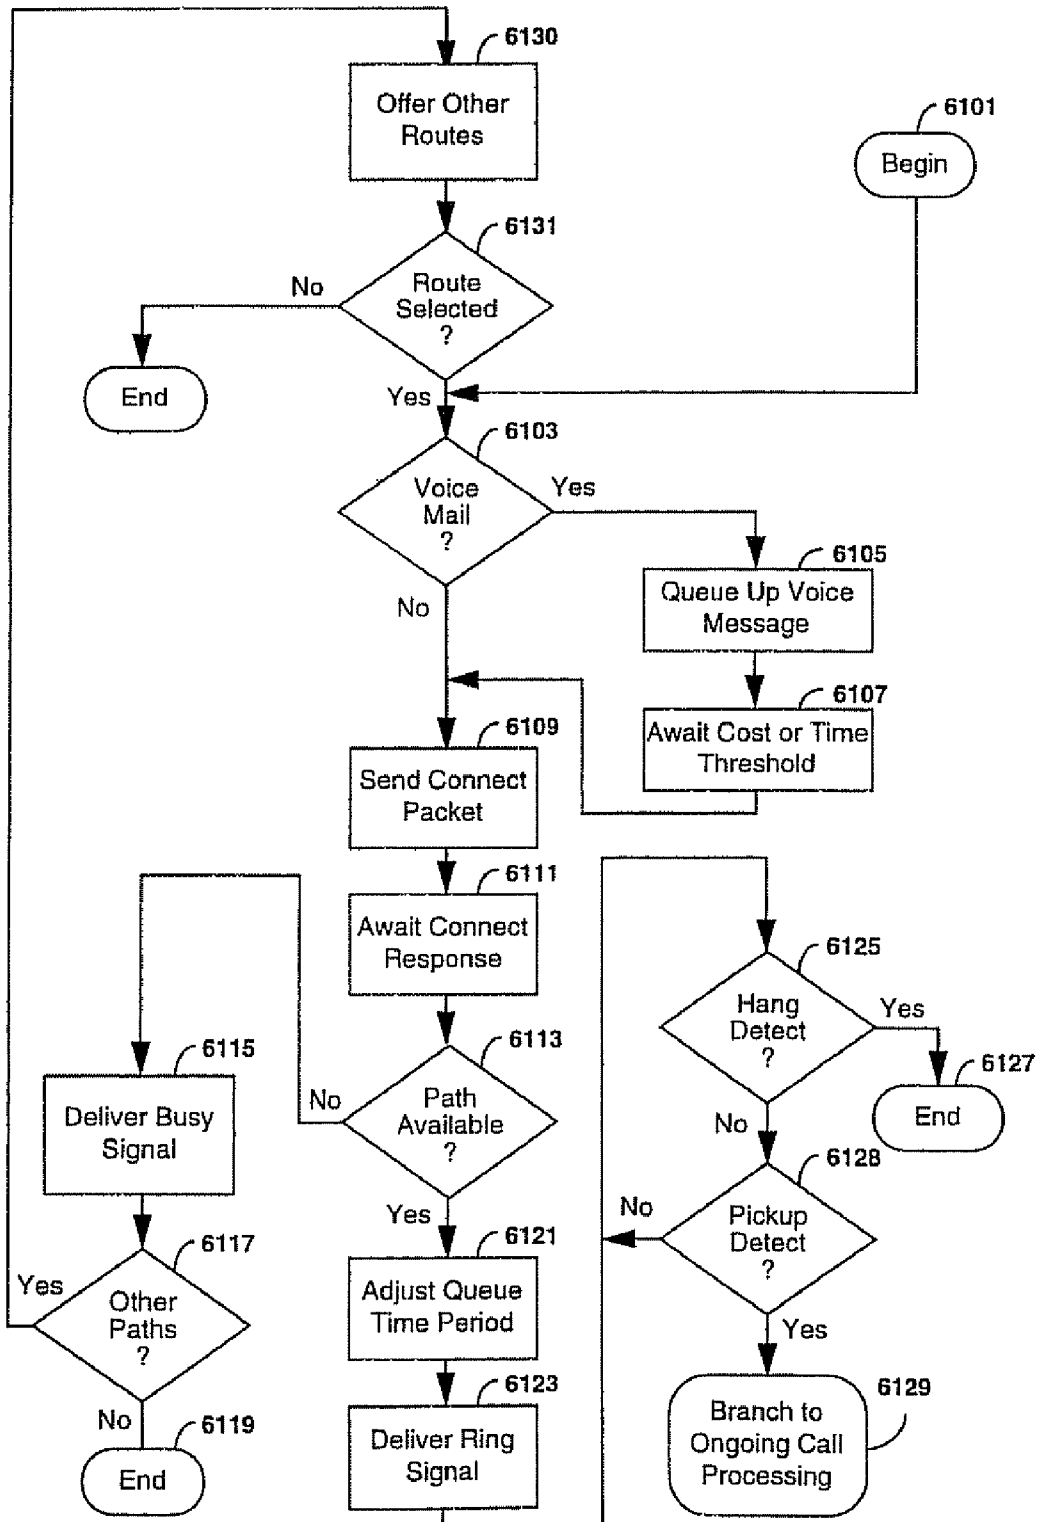 6130
Offer Other
Routes
6101
Begin
6131
Route
Selected
?
No
End
Yes
6103
Voice
Mail
?
Yes
No
6105
Queue Up Voice
Message
6107
Await Cost or Time
Threshold
6109
Send Connect
Packet
6111
Await Connect
Response
6113
Path
Available
?
No
Yes
6115
Deliver Busy
Signal
6117
Other
Paths
?
Yes
No
6119
End
6121
Adjust Queue
Time Period
6123
Deliver Ring
Signal
6125
Hang
Detect
?
Yes
6127
End
No
6128
Pickup
Detect
?
No
Yes
6129
Branch to
Ongoing Call
Processing